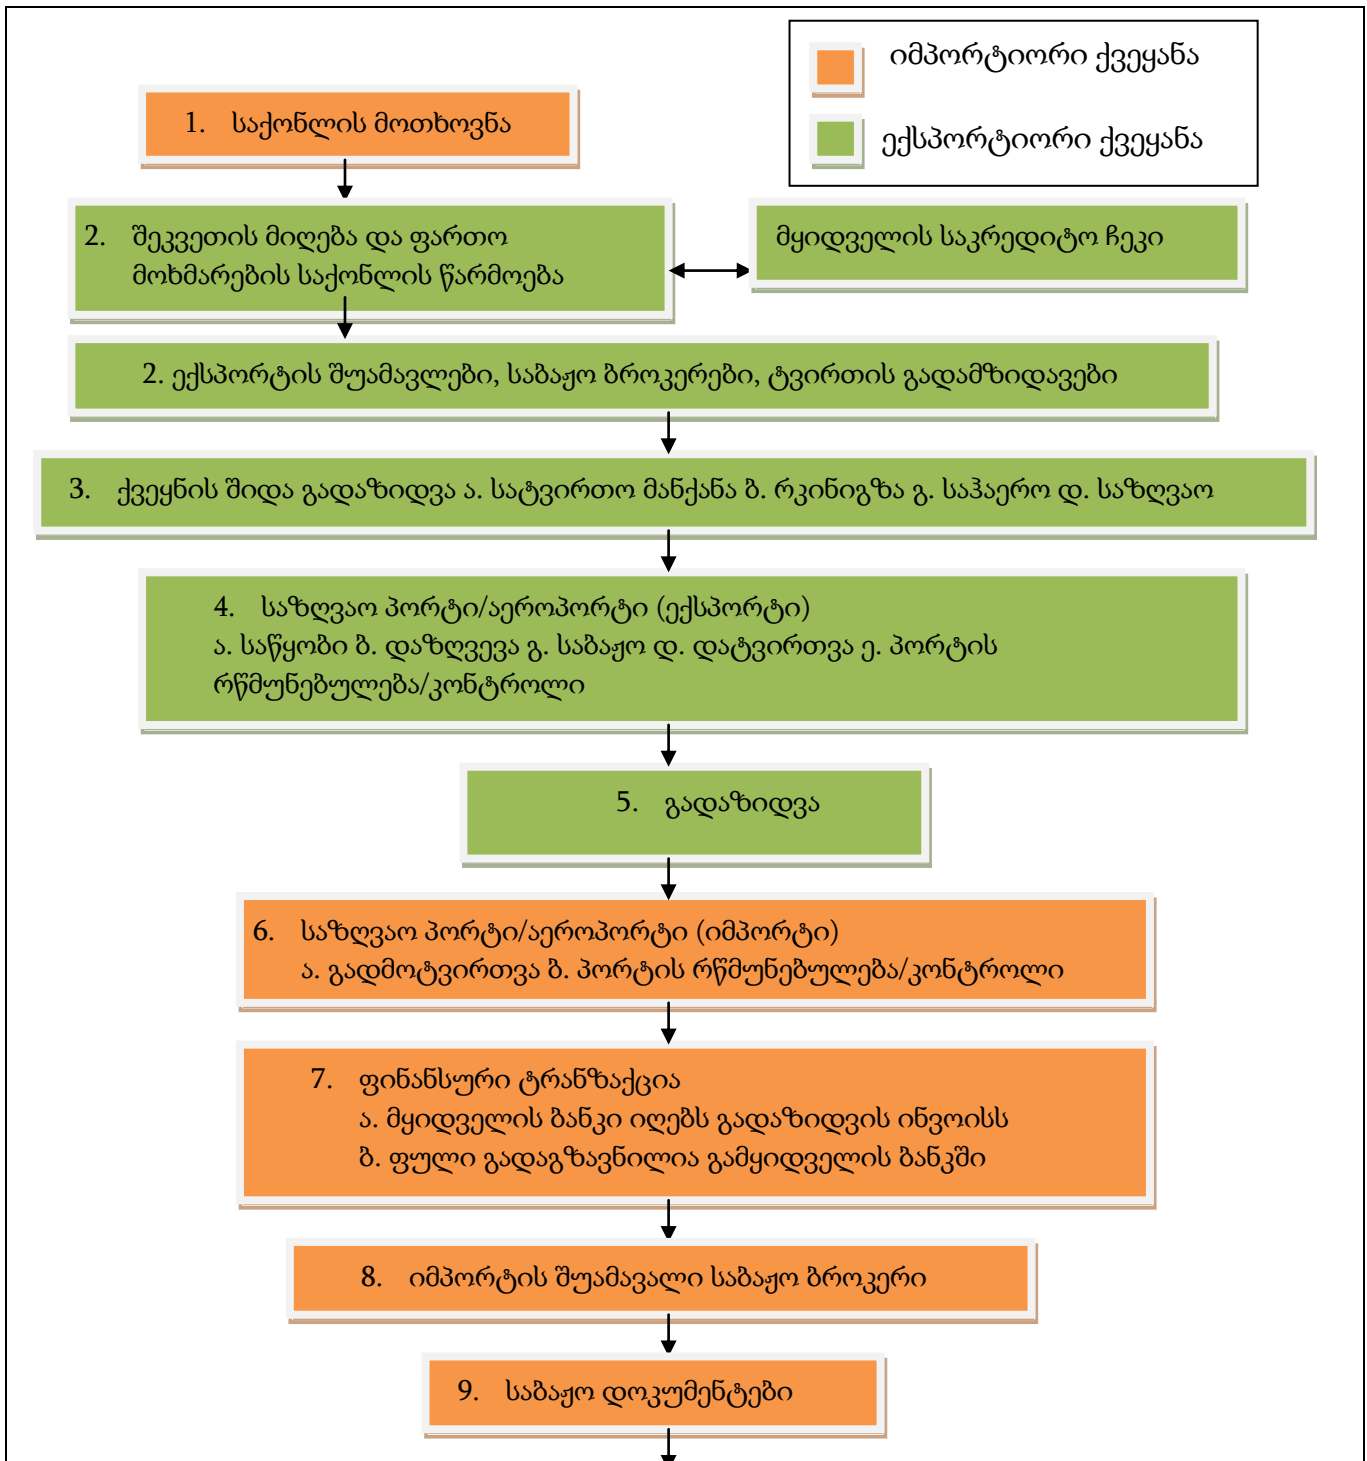 იმპორტიორი ქვეყანა
ექსპორტიორი ქვეყანა
1. საქონლის მოთხოვნა
2. შეკვეთის მიღება და ფართო
მოხმარების საქონლის წარმოება
მყიდველის საკრედიტო ჩეკი
2. ექსპორტის შუამავლები, საბაჟო ბროკერები, ტვირთის გადამზიდავები
3. ქვეყნის შიდა გადაზიდვა ა. სატვირთო მანქანა ბ. რკინიგზა გ. საჰაერო დ. საზღვაო
4. საზღვაო პორტი/აეროპორტი (ექსპორტი)
ა. საწყობი ბ. დაზღვევა გ. საბაჟო დ. დატვირთვა ე. პორტის
რწმუნებულება/კონტროლი
5. გადაზიდვა
6. საზღვაო პორტი/აეროპორტი (იმპორტი)
ა. გადმოტვირთვა ბ. პორტის რწმუნებულება/კონტროლი
7. ფინანსური ტრანზაქცია
ა. მყიდველის ბანკი იღებს გადაზიდვის ინვოისს
ბ. ფული გადაგზავნილია გამყიდველის ბანკში
8. იმპორტის შუამავალი საბაჟო ბროკერი
9. საბაჟო დოკუმენტები